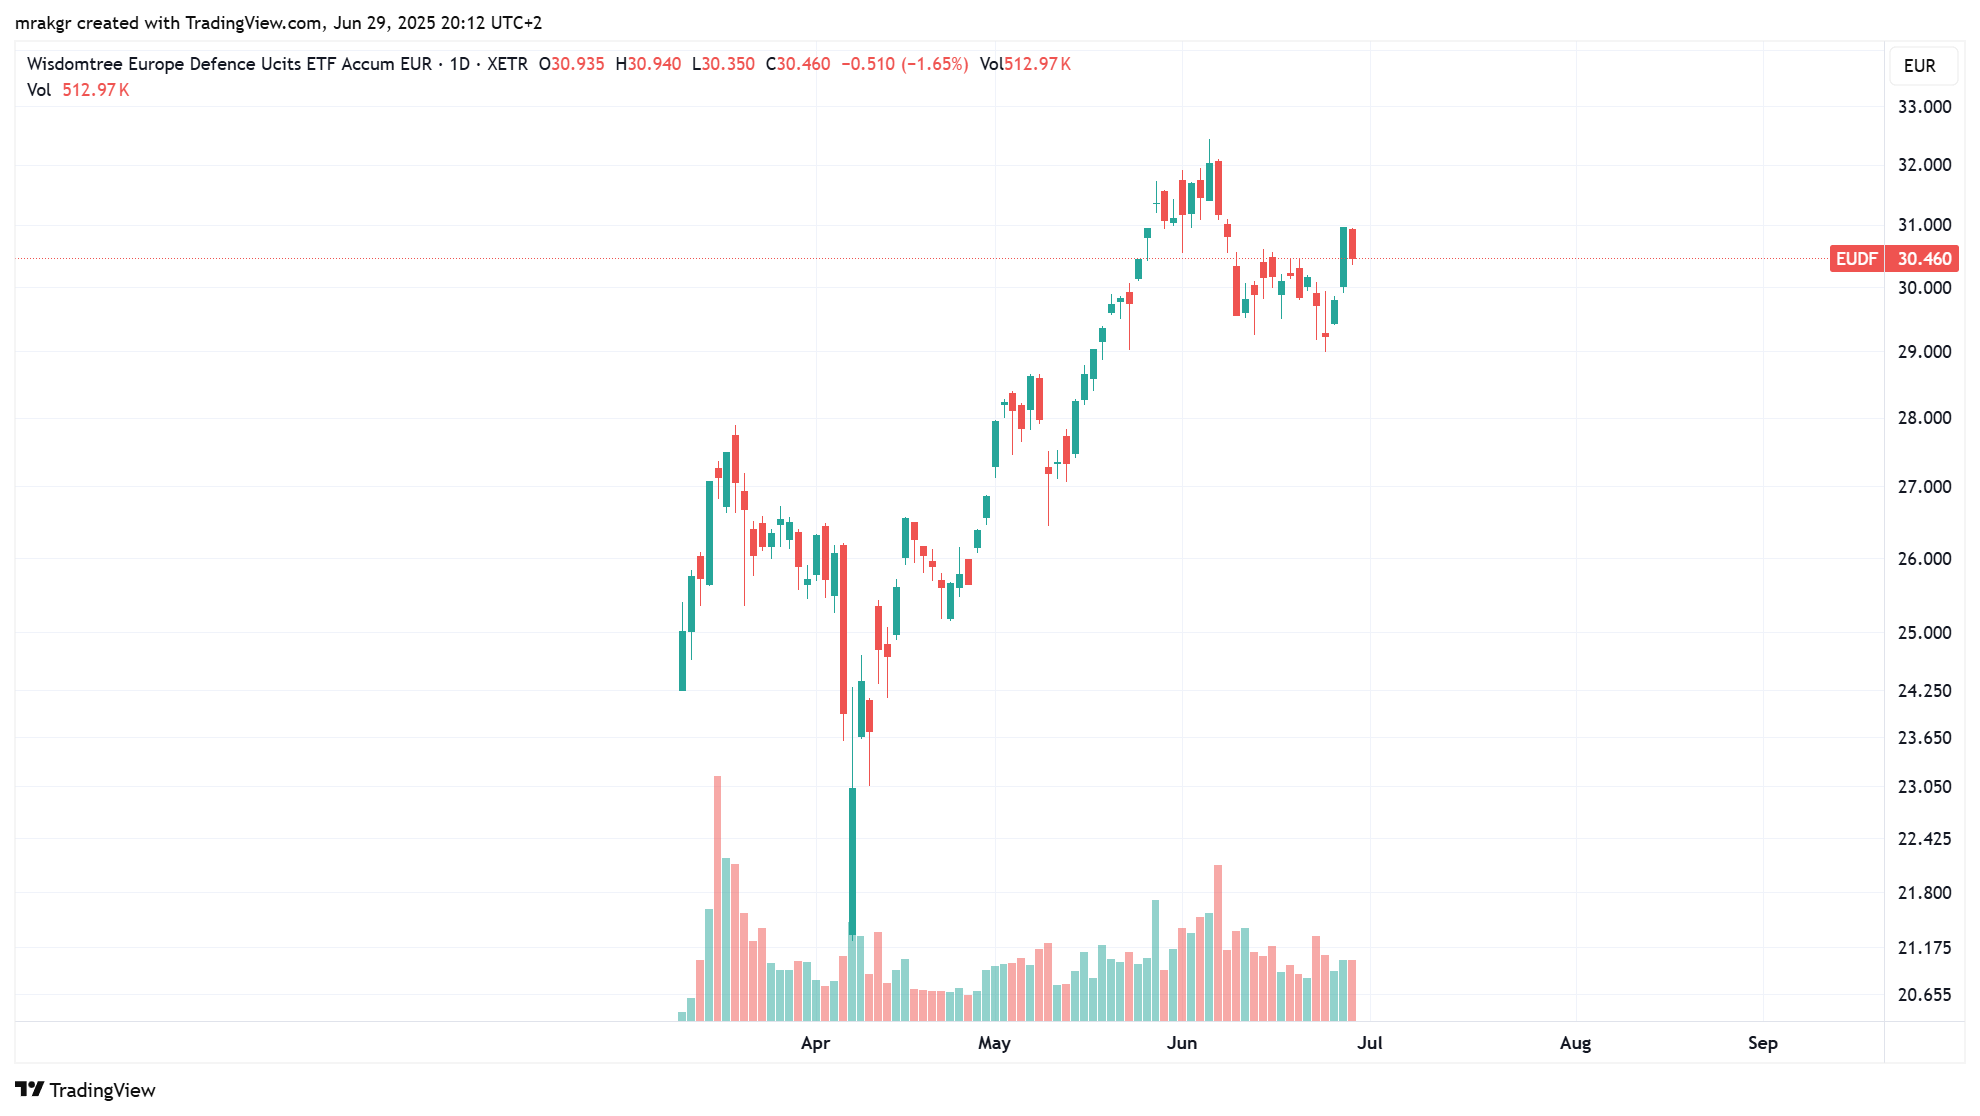 mrakgr created with TradingView.com, Jun 29, 2025 20:12 UTC+2
Wisdomtree Europe Defence Ucits ETF Accum EUR · 1D · XETR O30.935 H30.940 L30.350 C30.460 −0.510 (−1.65%) Vol512.97 K
EUR
Vol 512.97 K
33.000
32.000
31.000
EUDF 30.460
30.000
29.000
28.000
27.000
26.000
25.000
24.250
23.650
23.050
22.425
21.800
21.175
20.655
Apr May Jun Jul Aug Sep
TradingView